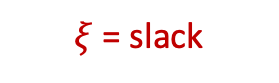 ξ = slack